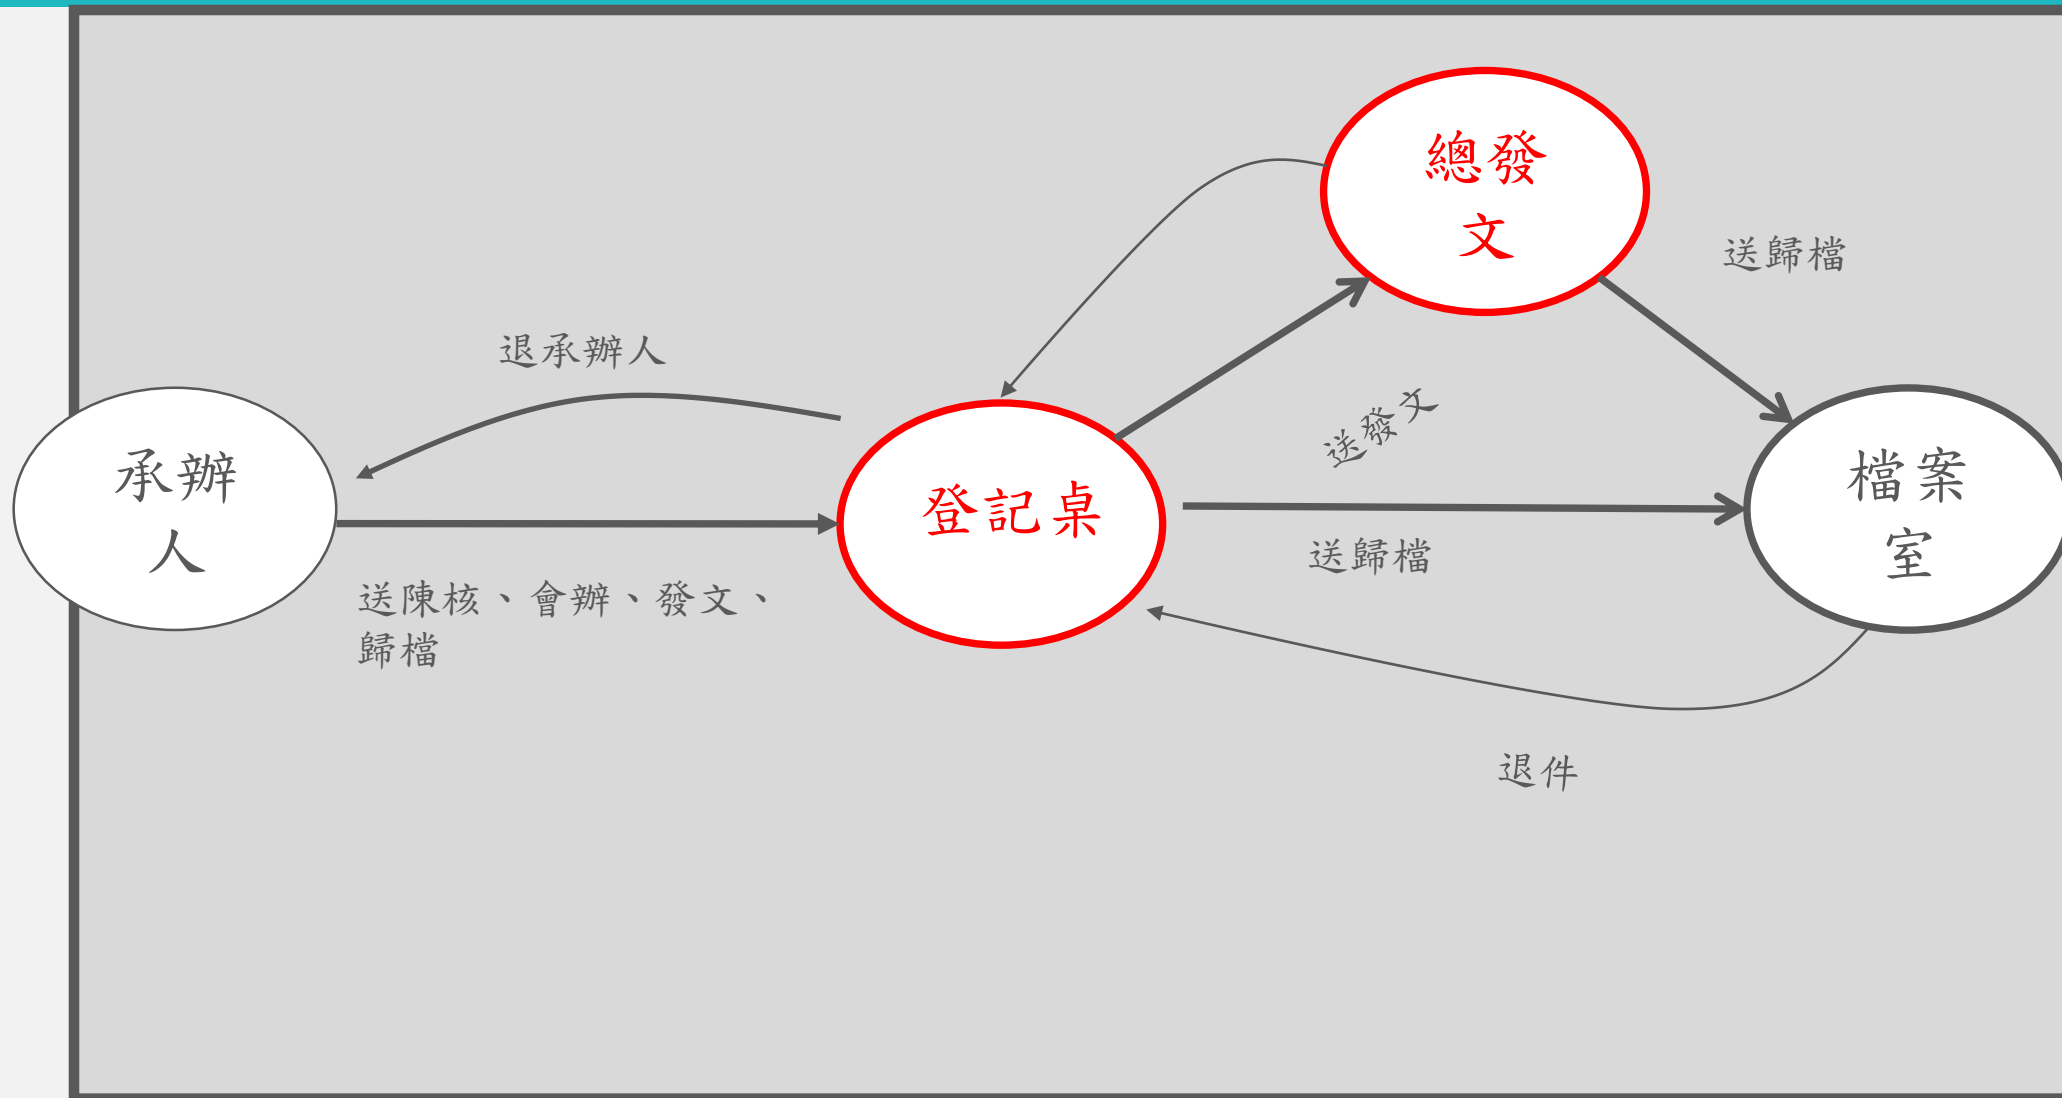 總發
文
送歸檔
退承辦人
送發文
承辦
人
登記桌
檔案
室
送歸檔
送陳核、會辦、發文、
歸檔
退件